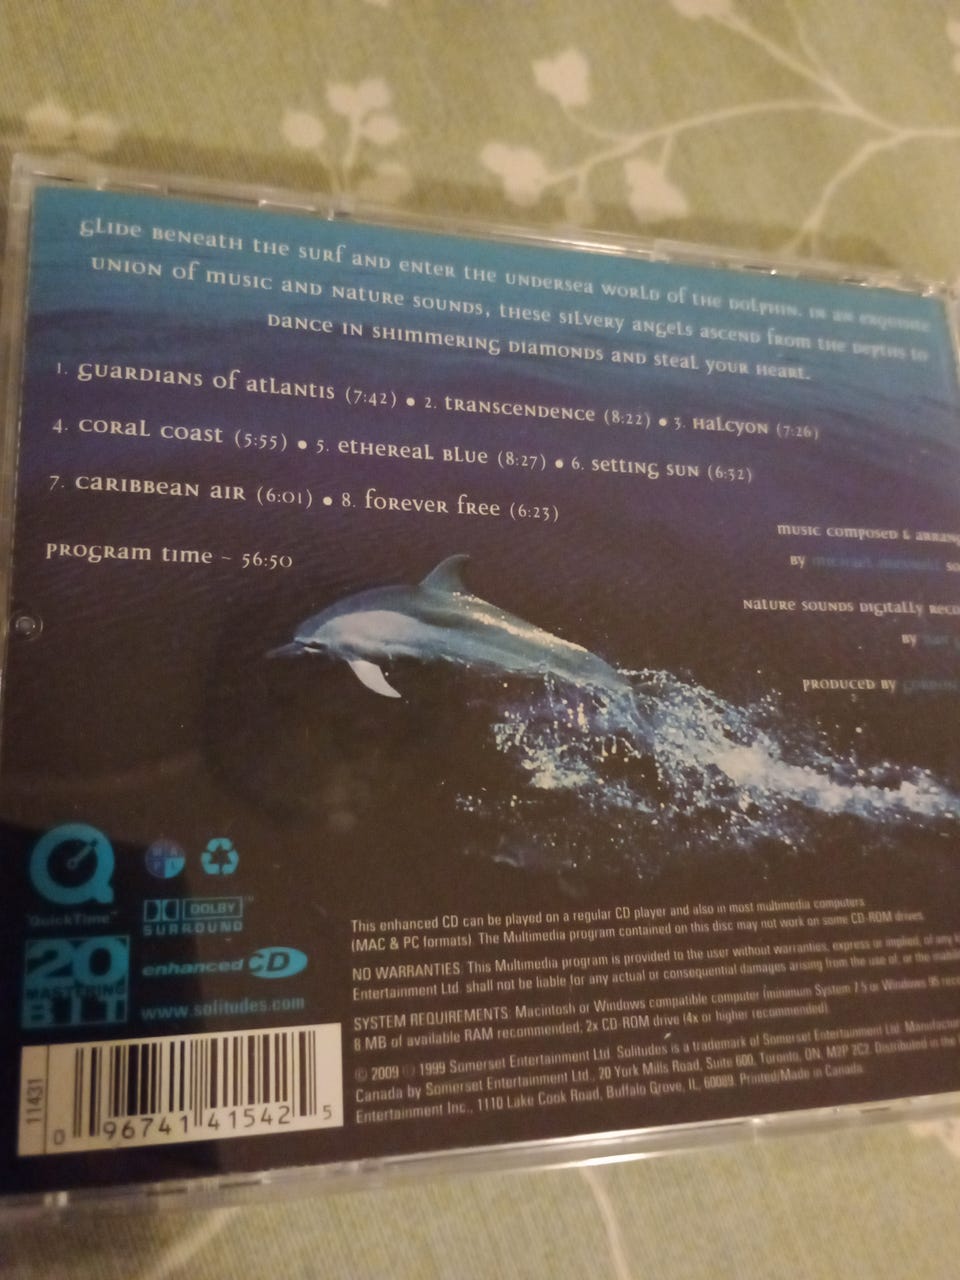 Glide beneath the surf and enter the undersea world of the dolphin. In an exquisite
union of music and nature sounds, these silvery angels ascend from the depths to
dance in shimmering diamonds and steal your heart.
1. Guardians of Atlantis (7:42) • 2. Transcendence (8:22) • 3. Halcyon (7:26)
4. Coral Coast (5:55) • 5. Ethereal Blue (8:27) • 6. Setting Sun (6:32)
7. Caribbean Air (6:01) • 8. Forever Free (6:23)
Program time – 56:50
Music composed & arrang
by
Nature sounds digitally reco
by
Produced by
QuickTime™
DOLBY
SURROUND
20
MASTERING
BIT
enhanced CD
www.solitudes.com
This enhanced CD can be played on a regular CD player and also in most multimedia computers
(MAC & PC formats). The Multimedia program contained on this disc may not work on some CD-ROM drives.
NO WARRANTIES: This Multimedia program is provided to the user without warranties, express or implied, of any
Entertainment Ltd. shall not be liable for any actual or consequential damages arising from the use of, or the
SYSTEM REQUIREMENTS: Macintosh or Windows compatible computer (minimum System 7.5 or Windows 95
8 MB of available RAM recommended, 2x CD ROM drive (4x or higher recommended).
© 2009 ℗ 1999 Somerset Entertainment Ltd. Solitudes is a trademark of Somerset Entertainment Ltd. Manufactur
Canada by Somerset Entertainment Ltd., 20 York Mills Road, Suite 600, Toronto, ON, M2P 2C2. Distributed in the
Entertainment Inc., 1110 Lake Cook Road, Buffalo Grove, IL, 60089. Printed/Made in Canada.
11431
0 96741 41542 5